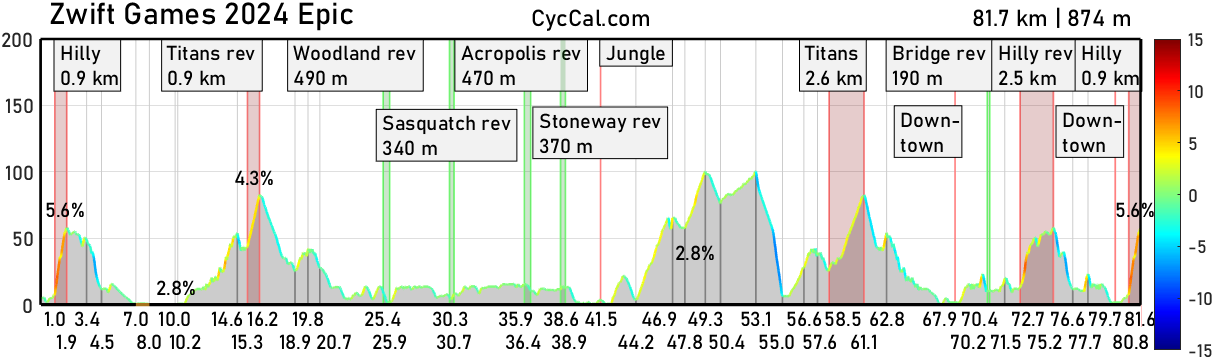 Zwift Games 2024 Epic
CycCal.com
81.7 km | 874 m
200
150
100
50
0
Hilly
0.9 km
Titans rev
0.9 km
Woodland rev
490 m
Acropolis rev
470 m
Jungle
Titans
2.6 km
Bridge rev
190 m
Hilly rev
2.5 km
Hilly
0.9 km
Sasquatch rev
340 m
Stoneway rev
370 m
Down-
town
Down-
town
5.6%
2.8%
4.3%
2.8%
5.6%
1.0 3.4 7.0 10.0 14.6 16.2 19.8 25.4 30.3 35.9 38.6 41.5 46.9 49.3 53.1 56.6 58.5 62.8 67.9 70.4 72.7 76.6 79.7 81.6
1.9 4.5 8.0 10.2 15.3 18.9 20.7 25.9 30.7 36.4 38.9 44.2 47.8 50.4 55.0 57.7 61.1 70.2 71.5 75.2 77.7 80.8
15
10
5
0
-5
-10
-15